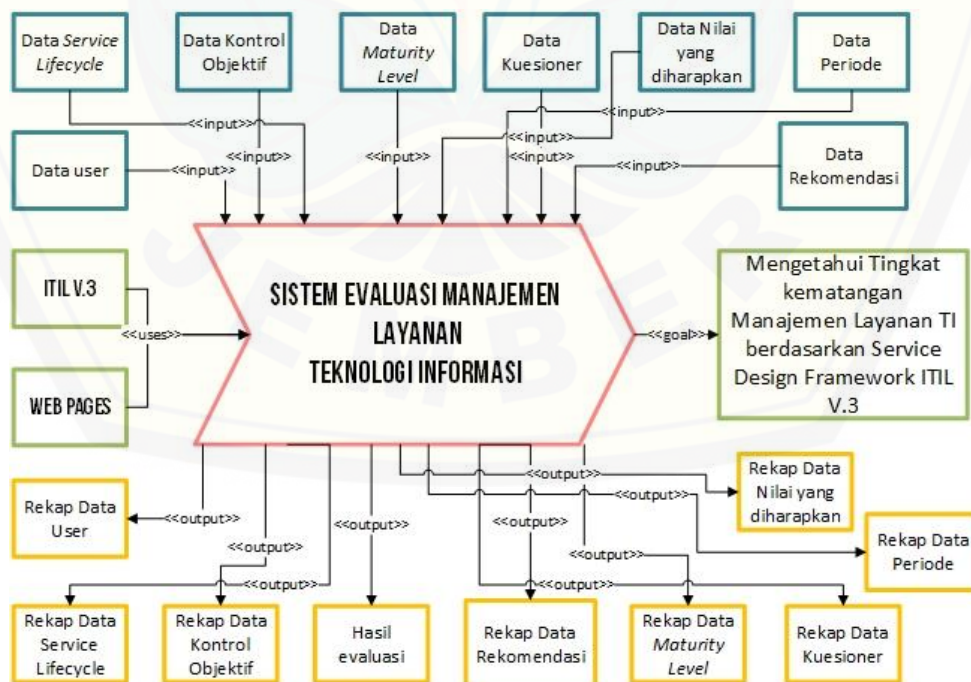 Data Service
Lifecycle
Data Kontrol
Objektif
Data
Maturity
Level
Data
Kuesioner
Data Nilai
yang
diharapkan
Data
Periode
<<input>>
<<input>>
<<input>>
<<input>>
<<input>>
Data user
<<input>>
<<input>>
<<input>>
<<input>>
Data
Rekomendasi
ITIL V.3
<<uses>>
WEB PAGES
SISTEM EVALUASI MANAJEMEN
LAYANAN
TEKNOLOGI INFORMASI
<<goal>>
Mengetahui Tingkat
kematangan
Manajemen Layanan TI
berdasarkan Service
Design Framework ITIL
V.3
JEMBER
Rekap Data
User
<<output>>
<<output>>
<<output>>
<<output>>
<<output>>
<<output>>
<<output>>
<<output>>
<<output>>
Rekap Data
Nilai yang
diharapkan
Rekap Data
Periode
Rekap Data
Service
Lifecycle
Rekap Data
Kontrol
Objektif
Hasil
evaluasi
Rekap Data
Rekomendasi
Rekap Data
Maturity
Level
Rekap Data
Kuesioner